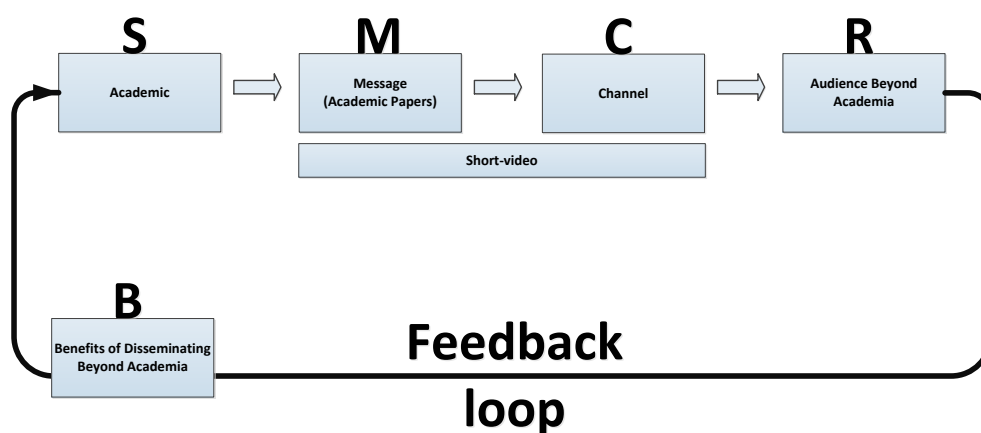 S
M
C
R
Academic
Message
(Academic Papers)
Channel
Audience Beyond
Academia
Short-video
B
Benefits of Disseminating
Beyond Academia
Feedback
loop